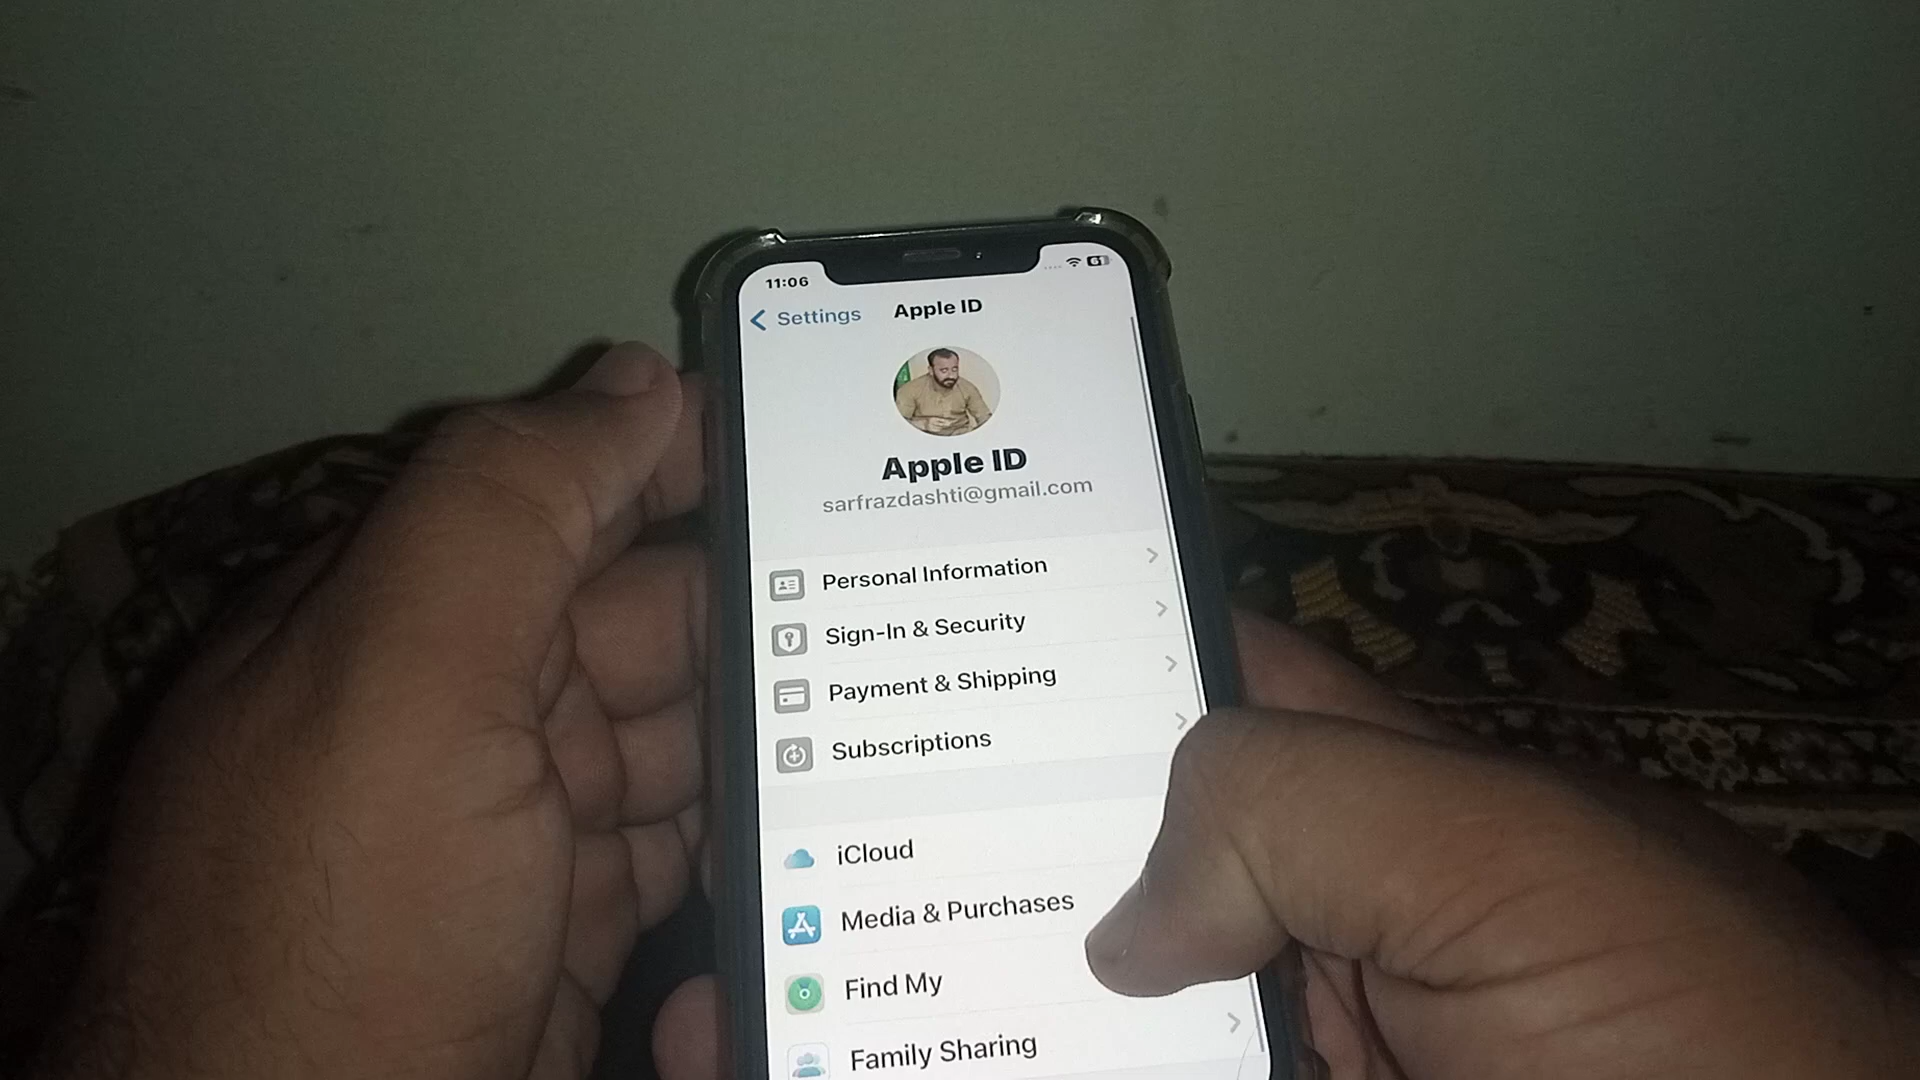 11:06
61
Settings
Apple ID
Apple ID
sarfrazdashti@gmail.com
Personal Information
Sign-In & Security
Payment & Shipping
Subscriptions
iCloud
Media & Purchases
Find My
Family Sharing